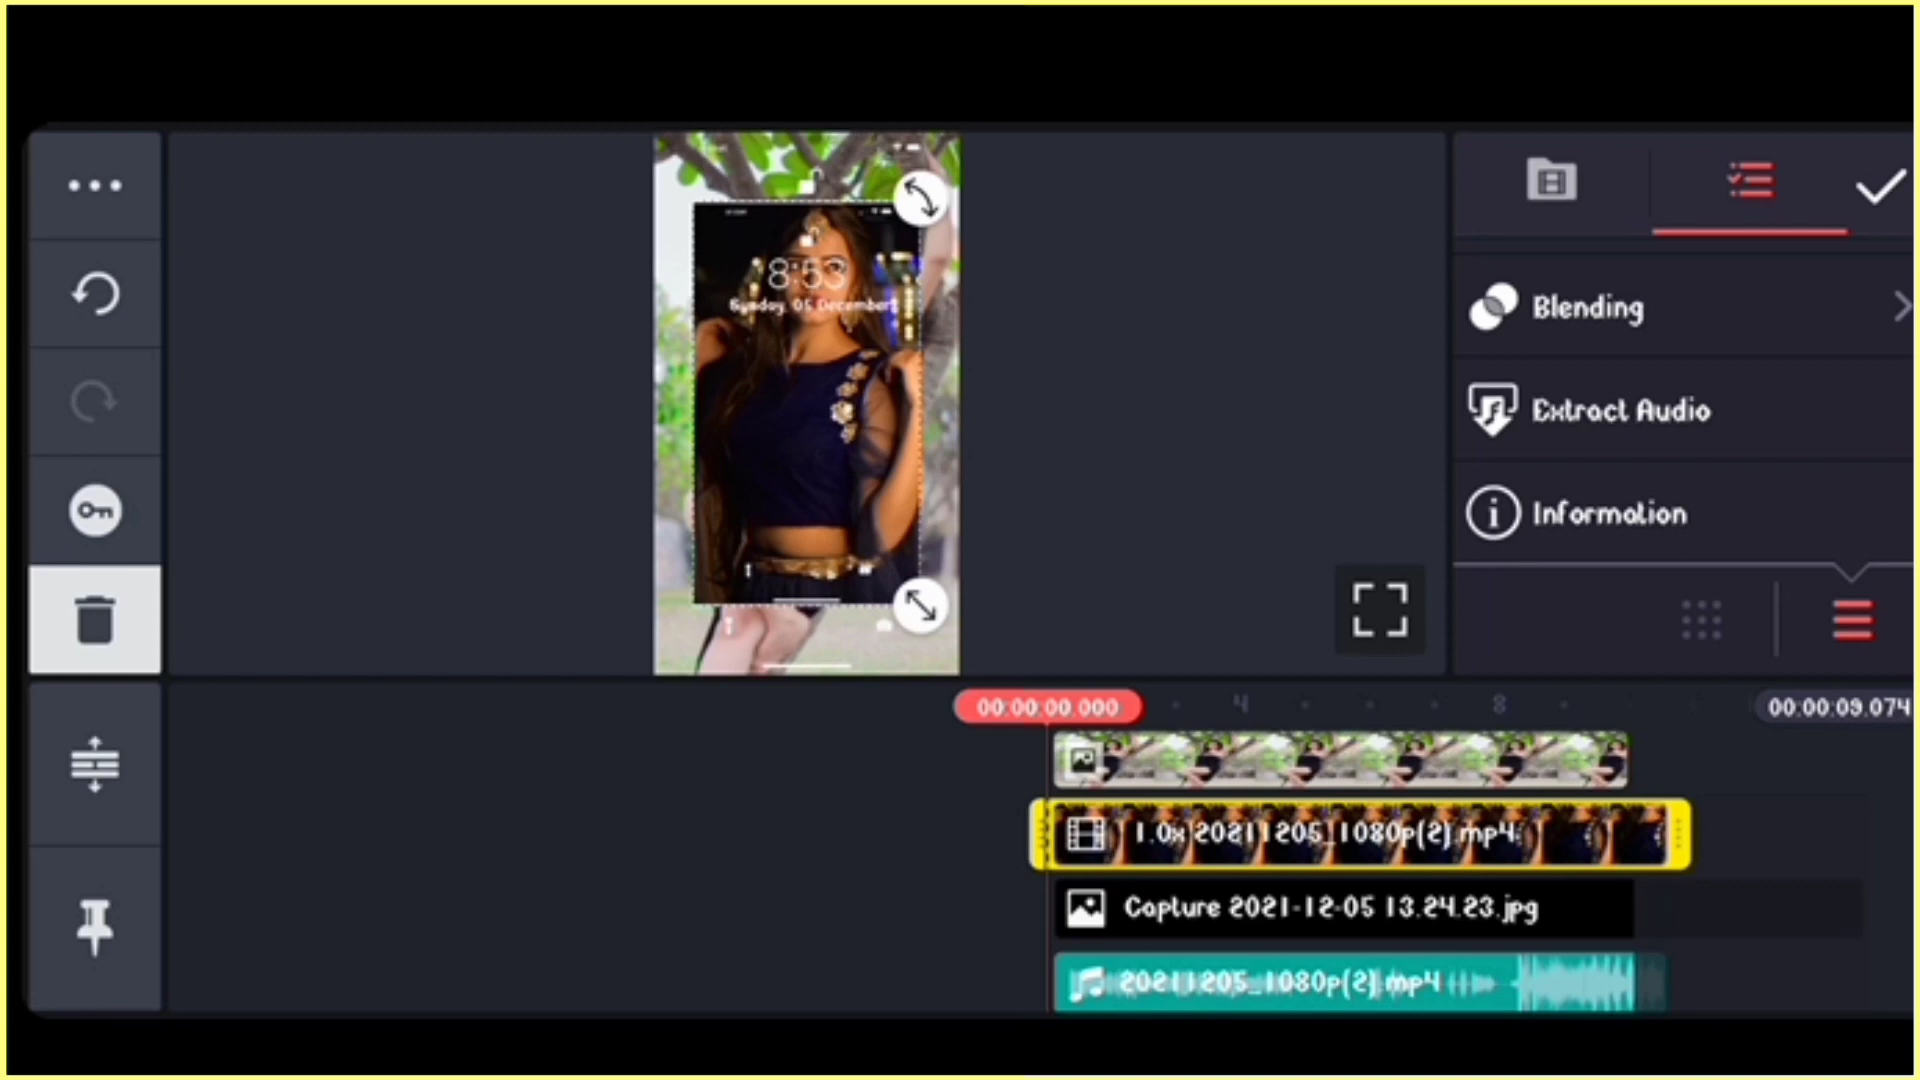 8:53
Sunday, 05 December
Blending
Extract Audio
Information
00:00:00.000
4
8
00:00:09.074
1.0x 20211205_1080p(2).mp4
Capture 2021-12-05 13.24.23.jpg
20211205_1080p(2).mp4